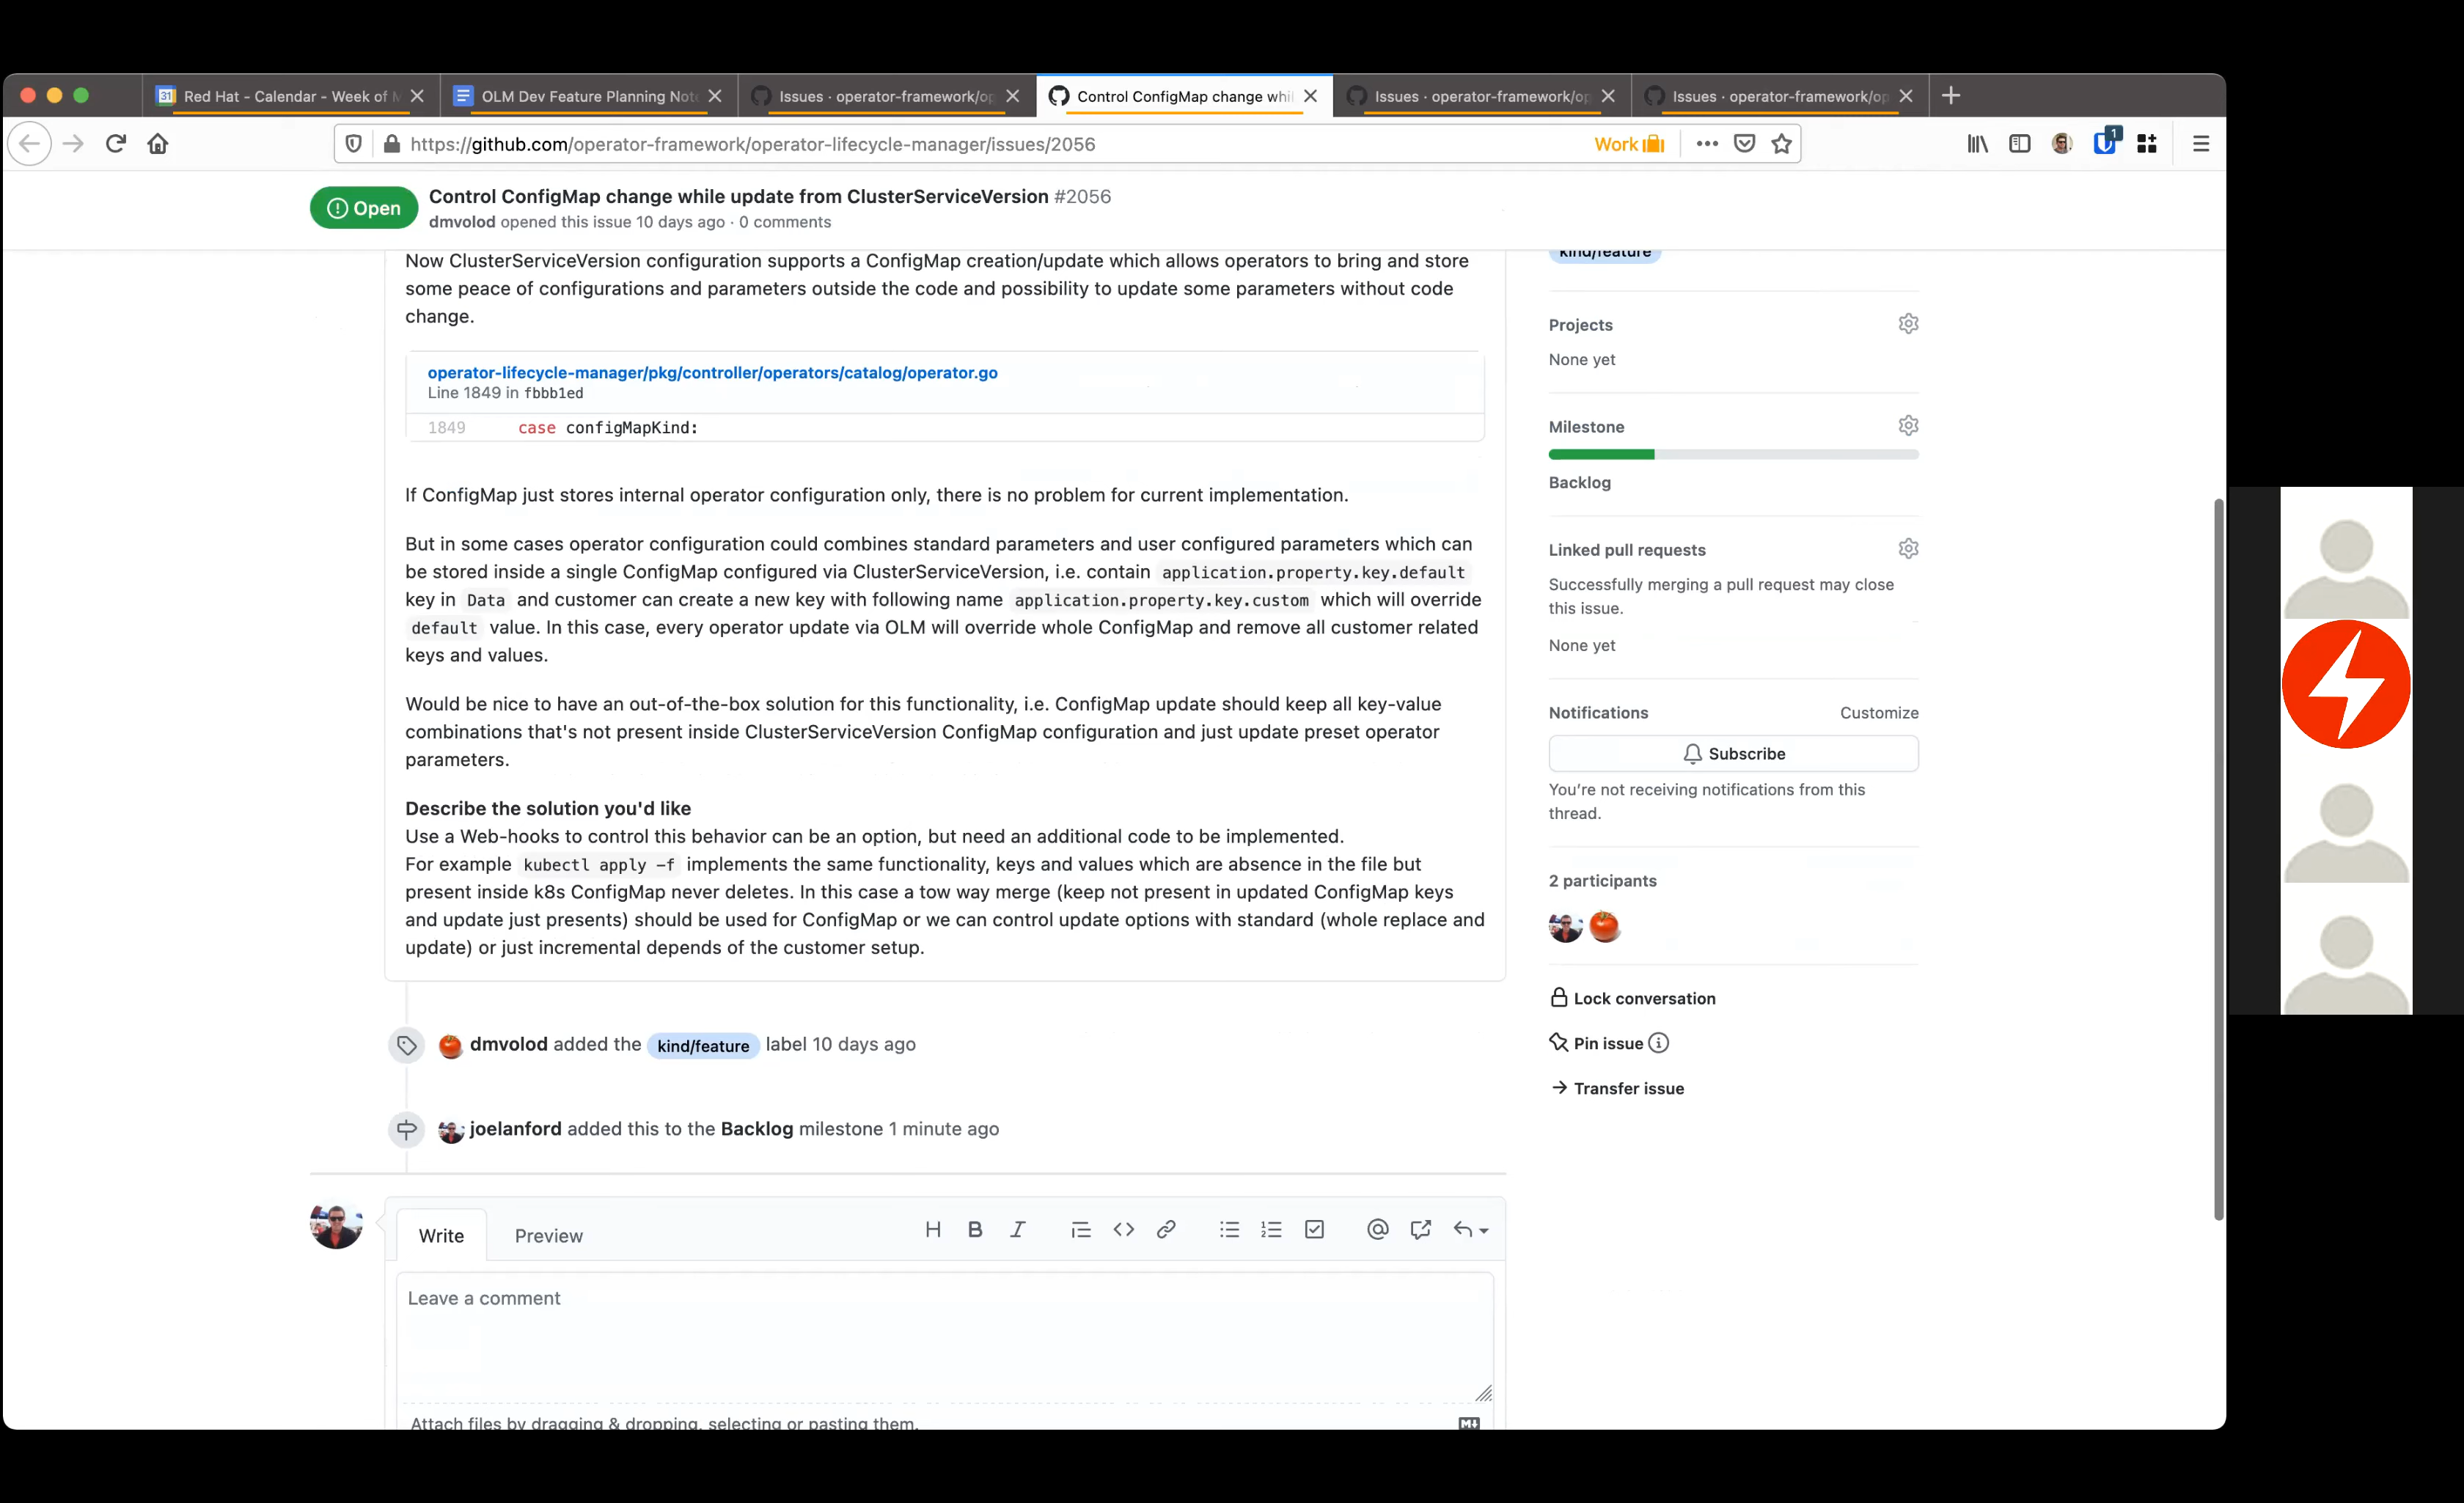 31 Red Hat - Calendar - Week of M
OLM Dev Feature Planning Note
Issues · operator-framework/op
Control ConfigMap change whi
Issues · operator-framework/op
Issues · operator-framework/op
https://github.com/operator-framework/operator-lifecycle-manager/issues/2056
Work
1
Open
Control ConfigMap change while update from ClusterServiceVersion #2056
dmvolod opened this issue 10 days ago · 0 comments
Now ClusterServiceVersion configuration supports a ConfigMap creation/update which allows operators to bring and store
some peace of configurations and parameters outside the code and possibility to update some parameters without code
change.
operator-lifecycle-manager/pkg/controller/operators/catalog/operator.go
Line 1849 in fbbb1ed
1849 case configMapKind:
If ConfigMap just stores internal operator configuration only, there is no problem for current implementation.
But in some cases operator configuration could combines standard parameters and user configured parameters which can
be stored inside a single ConfigMap configured via ClusterServiceVersion, i.e. contain application.property.key.default
key in Data and customer can create a new key with following name application.property.key.custom which will override
default value. In this case, every operator update via OLM will override whole ConfigMap and remove all customer related
keys and values.
Would be nice to have an out-of-the-box solution for this functionality, i.e. ConfigMap update should keep all key-value
combinations that's not present inside ClusterServiceVersion ConfigMap configuration and just update preset operator
parameters.
Describe the solution you'd like
Use a Web-hooks to control this behavior can be an option, but need an additional code to be implemented.
For example kubectl apply -f implements the same functionality, keys and values which are absence in the file but
present inside k8s ConfigMap never deletes. In this case a tow way merge (keep not present in updated ConfigMap keys
and update just presents) should be used for ConfigMap or we can control update options with standard (whole replace and
update) or just incremental depends of the customer setup.
dmvolod added the kind/feature label 10 days ago
joelanford added this to the Backlog milestone 1 minute ago
Write
Preview
Leave a comment
Attach files by dragging & dropping, selecting or pasting them.
kind/feature
Projects
None yet
Milestone
Backlog
Linked pull requests
Successfully merging a pull request may close
this issue.
None yet
Notifications
Customize
Subscribe
You're not receiving notifications from this
thread.
2 participants
Lock conversation
Pin issue
Transfer issue